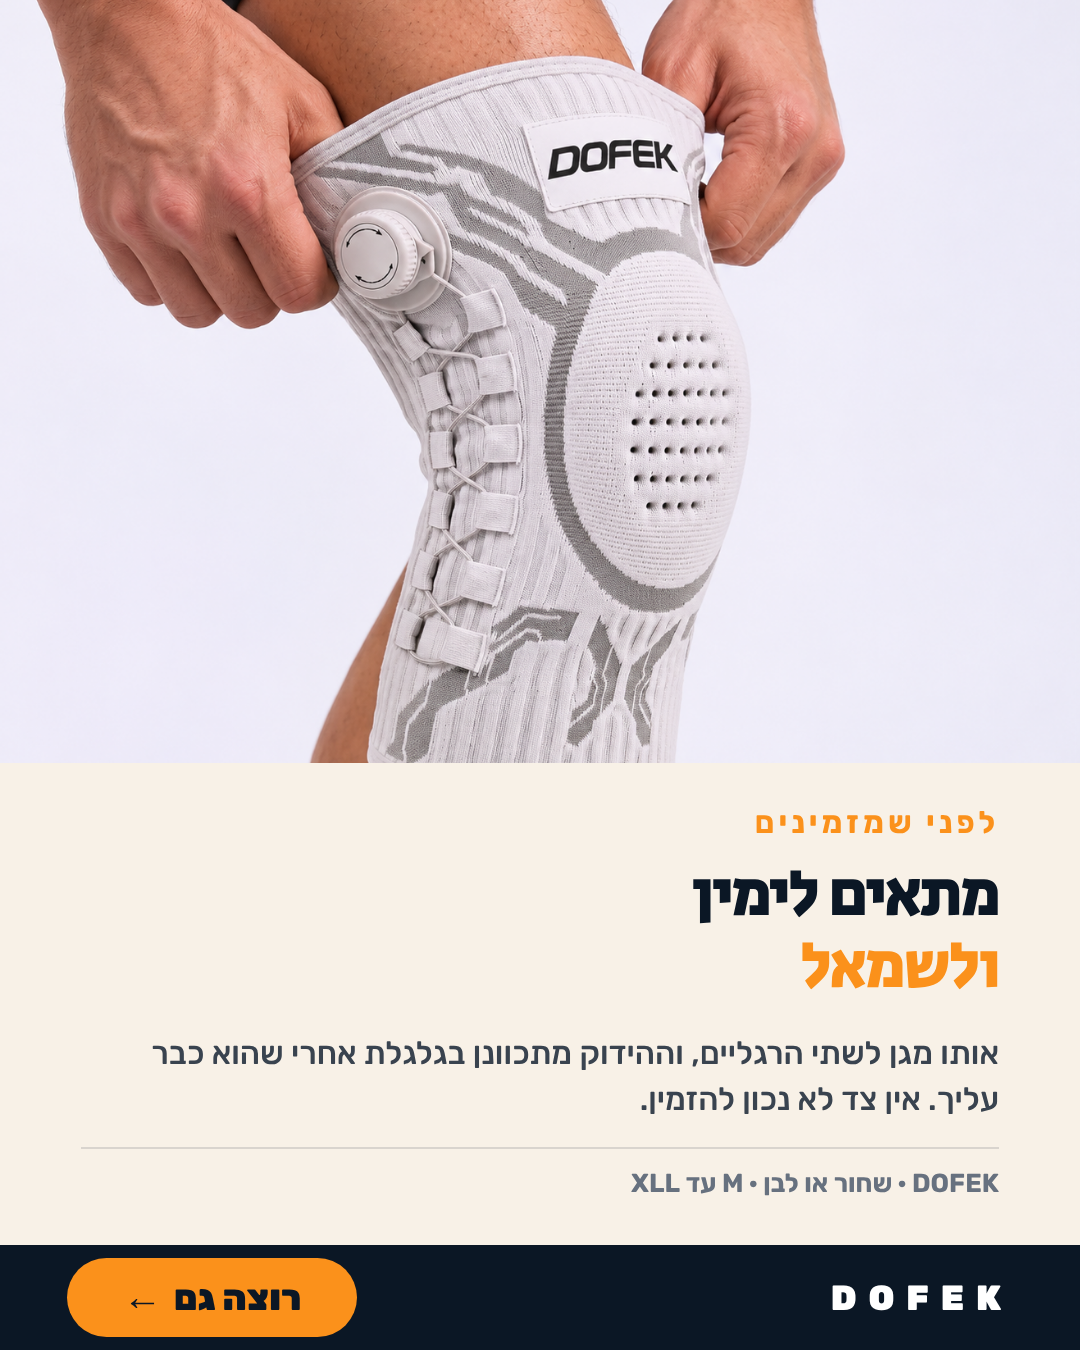 DOFEK
לפני שמזמינים
מתאים לימין
ולשמאל
אותו מגן לשתי הרגליים, וההידוק מתכוונן בגלגלת אחרי שהוא כבר
עליך. אין צד לא נכון להזמין.
DOFEK • שחור או לבן • M עד XLL
רוצה גם ←
DOFEK